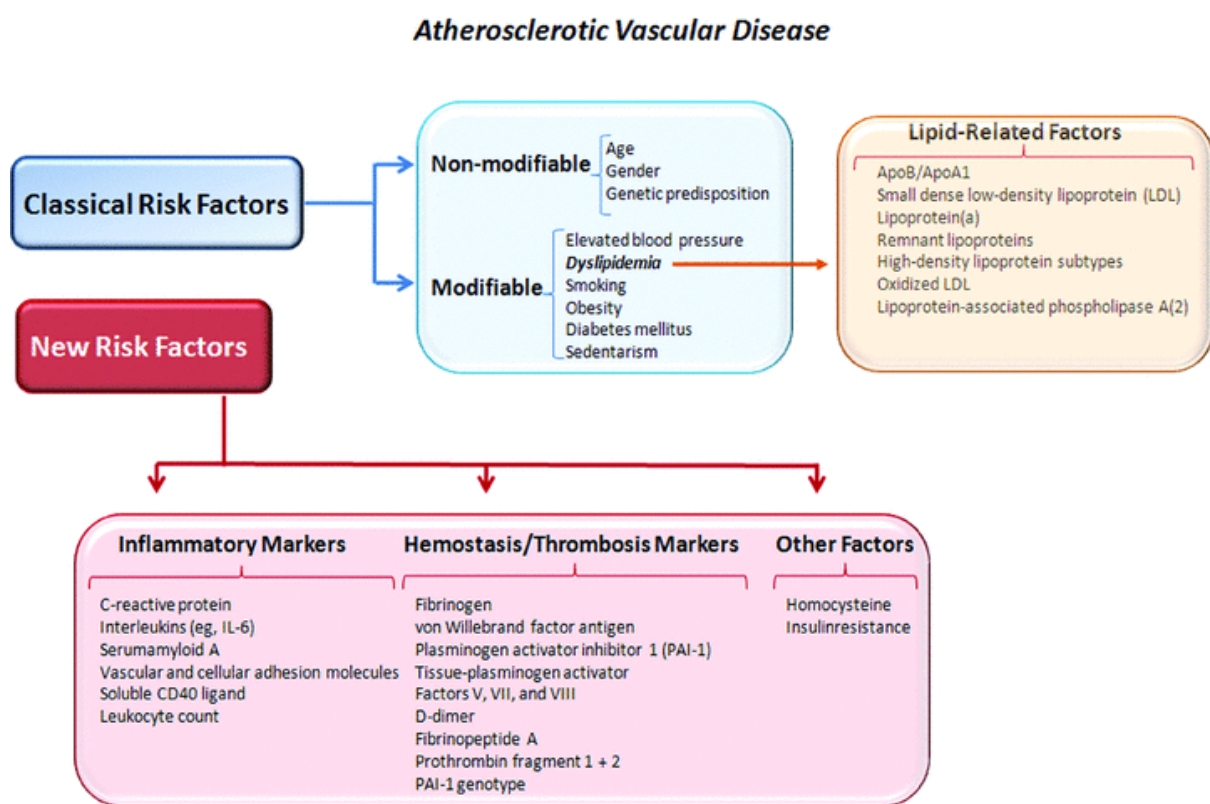 Atherosclerotic Vascular Disease
Classical Risk Factors
Non-modifiable
Age
Gender
Genetic predisposition
Modifiable
Elevated blood pressure
Dyslipidemia
Smoking
Obesity
Diabetes mellitus
Sedentarism
Lipid-Related Factors
ApoB/ApoA1
Small dense low-density lipoprotein (LDL)
Lipoprotein(a)
Remnant lipoproteins
High-density lipoprotein subtypes
Oxidized LDL
Lipoprotein-associated phospholipase A(2)
New Risk Factors
Inflammatory Markers
C-reactive protein
Interleukins (eg, IL-6)
Serumamyloid A
Vascular and cellular adhesion molecules
Soluble CD40 ligand
Leukocyte count
Hemostasis/Thrombosis Markers
Fibrinogen
von Willebrand factor antigen
Plasminogen activator inhibitor 1 (PAI-1)
Tissue-plasminogen activator
Factors V, VII, and VIII
D-dimer
Fibrinopeptide A
Prothrombin fragment 1 + 2
PAI-1 genotype
Other Factors
Homocysteine
Insulinresistance